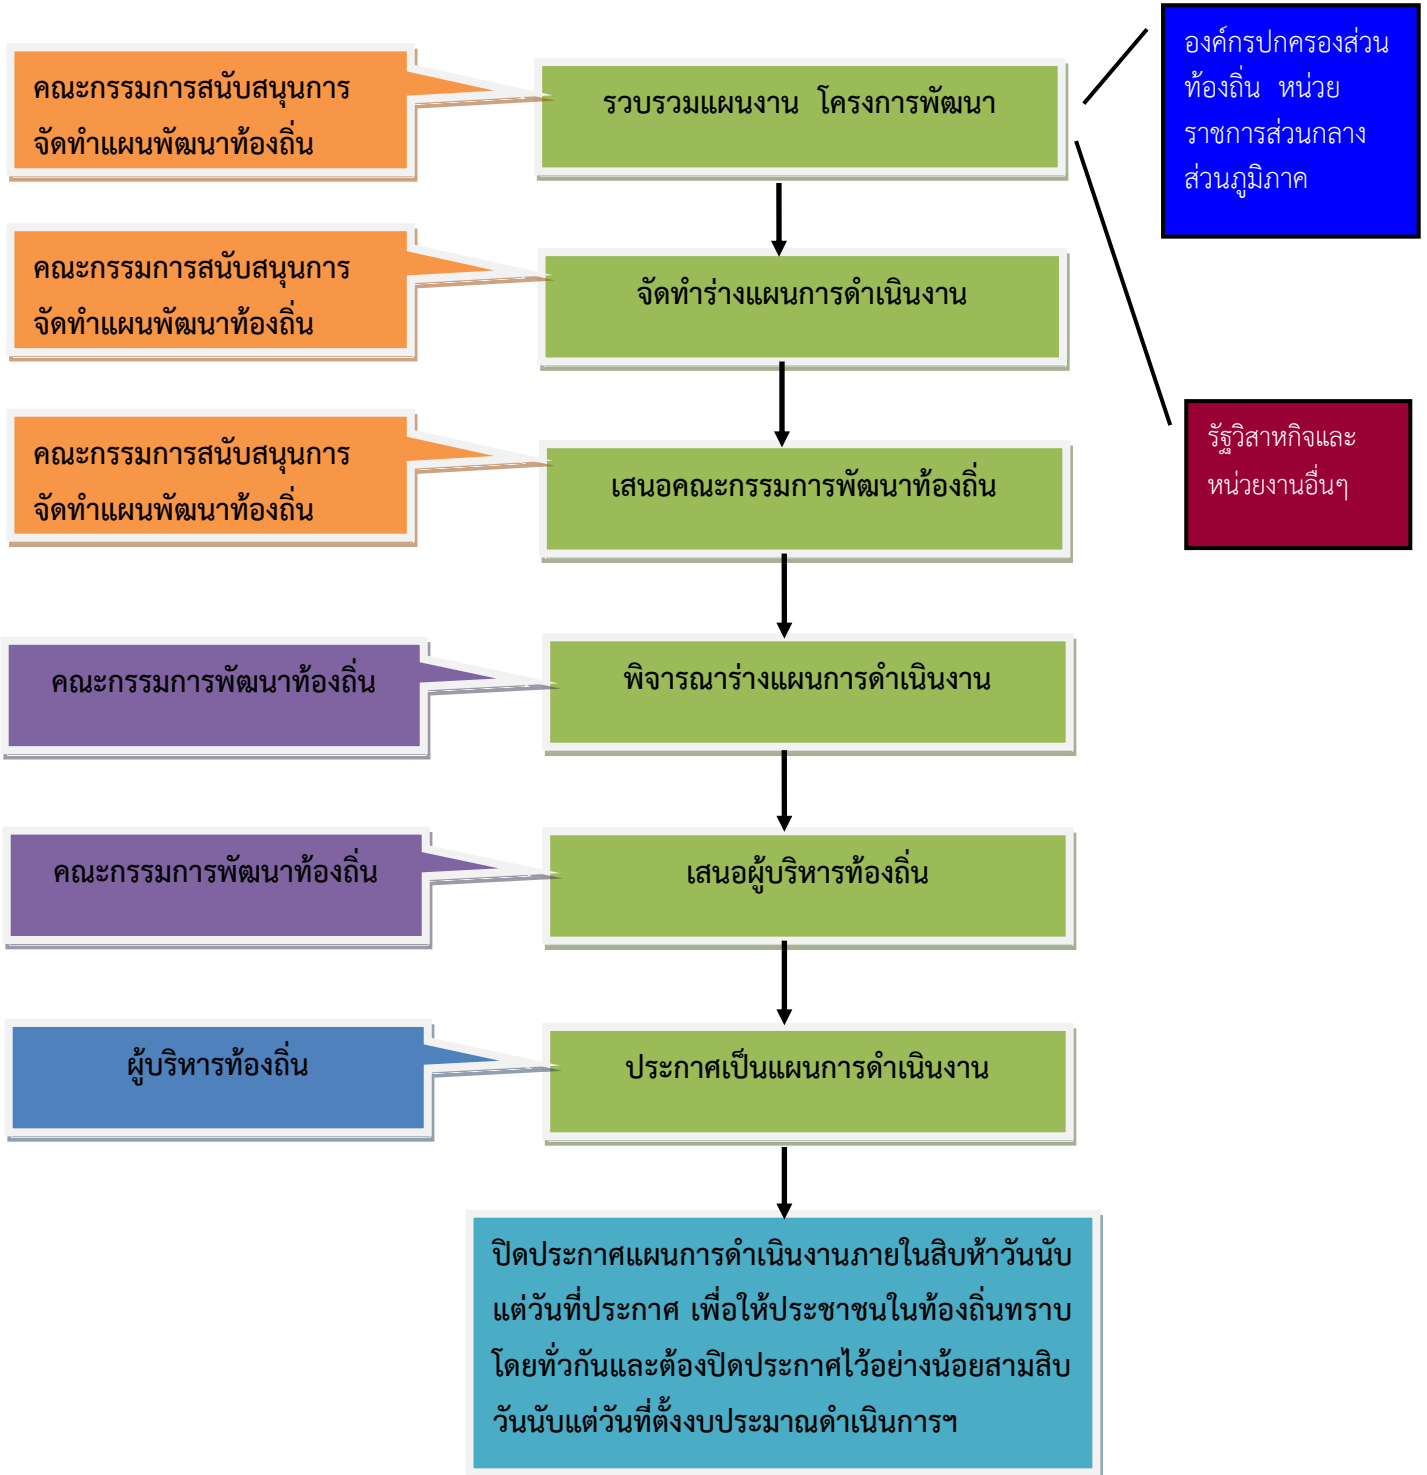 คณะกรรมการสนับสนุนการ
จัดทำแผนพัฒนาท้องถิ่น
รวบรวมแผนงาน โครงการพัฒนา
องค์กรปกครองส่วน
ท้องถิ่น หน่วย
ราชการส่วนกลาง
ส่วนภูมิภาค
คณะกรรมการสนับสนุนการ
จัดทำแผนพัฒนาท้องถิ่น
จัดทำร่างแผนการดำเนินงาน
คณะกรรมการสนับสนุนการ
จัดทำแผนพัฒนาท้องถิ่น
เสนอคณะกรรมการพัฒนาท้องถิ่น
รัฐวิสาหกิจและ
หน่วยงานอื่นๆ
คณะกรรมการพัฒนาท้องถิ่น
พิจารณาร่างแผนการดำเนินงาน
คณะกรรมการพัฒนาท้องถิ่น
เสนอผู้บริหารท้องถิ่น
ผู้บริหารท้องถิ่น
ประกาศเป็นแผนการดำเนินงาน
ปิดประกาศแผนการดำเนินงานภายในสิบห้าวันนับ
แต่วันที่ประกาศ เพื่อให้ประชาชนในท้องถิ่นทราบ
โดยทั่วกันและต้องปิดประกาศไว้อย่างน้อยสามสิบ
วันนับแต่วันที่ตั้งงบประมาณดำเนินการฯ